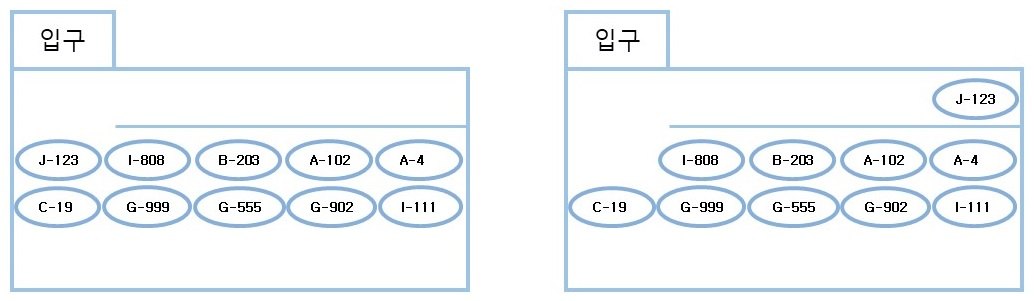 입구
J-123 I-808 B-203 A-102 A-4
C-19 G-999 G-555 G-902 I-111
입구
J-123
I-808 B-203 A-102 A-4
C-19 G-999 G-555 G-902 I-111